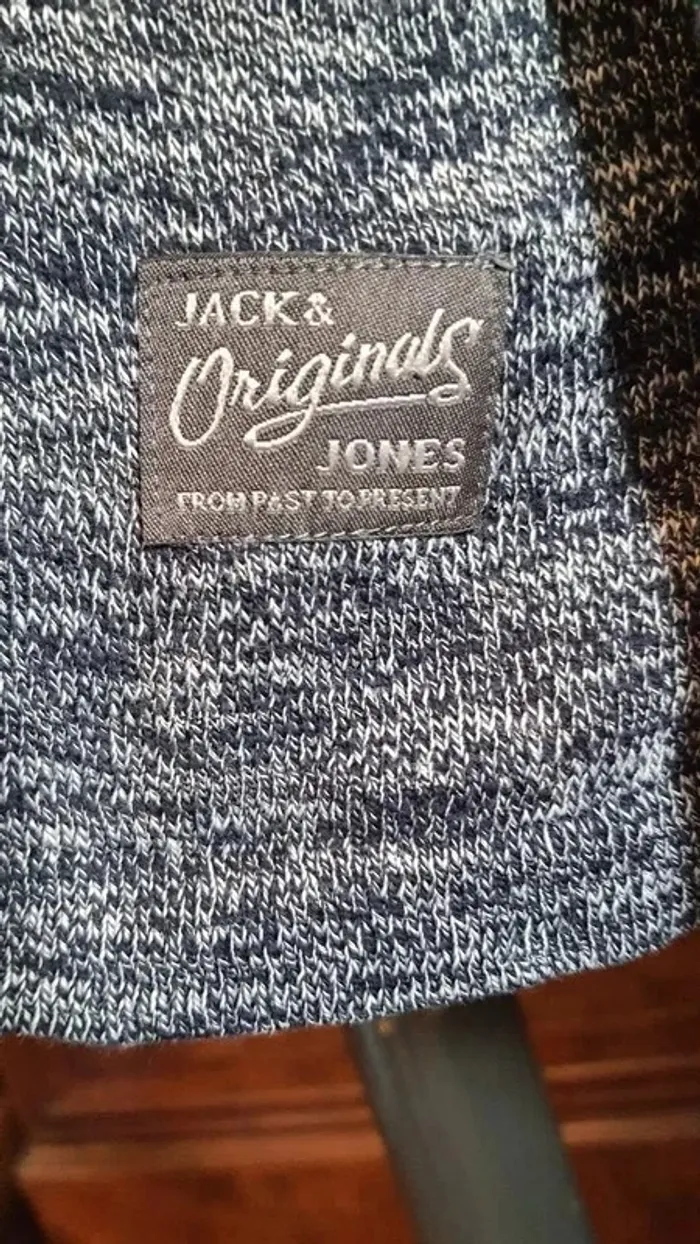 JACK &
Originals
JONES
FROM PAST TO PRESENT